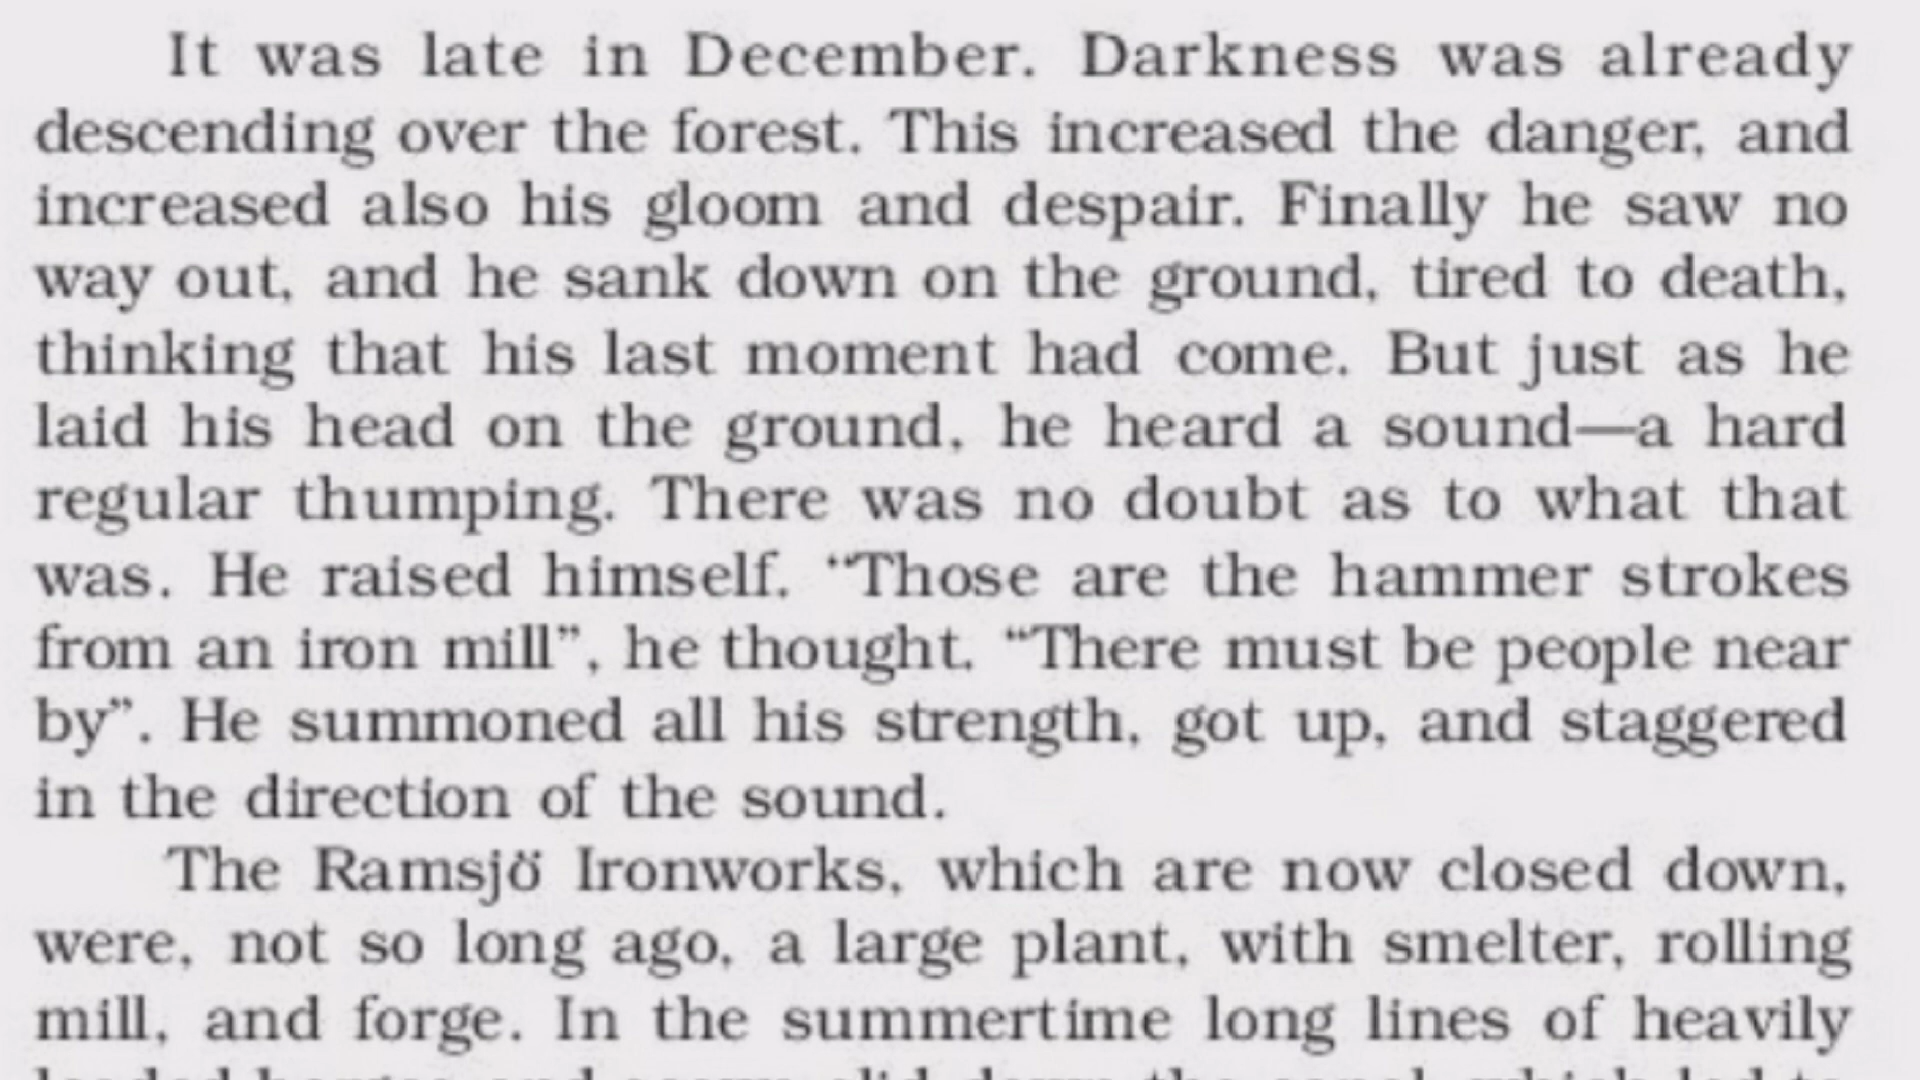 It was late in December. Darkness was already
descending over the forest. This increased the danger, and
increased also his gloom and despair. Finally he saw no
way out, and he sank down on the ground, tired to death,
thinking that his last moment had come. But just as he
laid his head on the ground, he heard a sound—a hard
regular thumping. There was no doubt as to what that
was. He raised himself. “Those are the hammer strokes
from an iron mill”, he thought. “There must be people near
by”. He summoned all his strength, got up, and staggered
in the direction of the sound.
The Ramsjö Ironworks, which are now closed down,
were, not so long ago, a large plant, with smelter, rolling
mill, and forge. In the summertime long lines of heavily